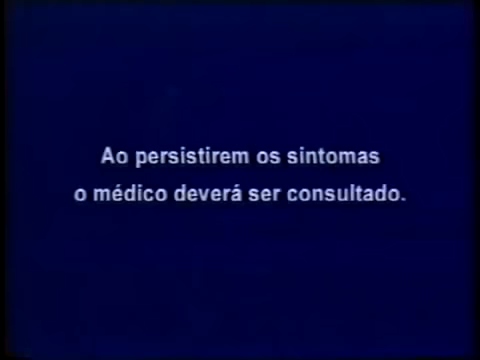 Ao persistirem os sintomas
o médico deverá ser consultado.